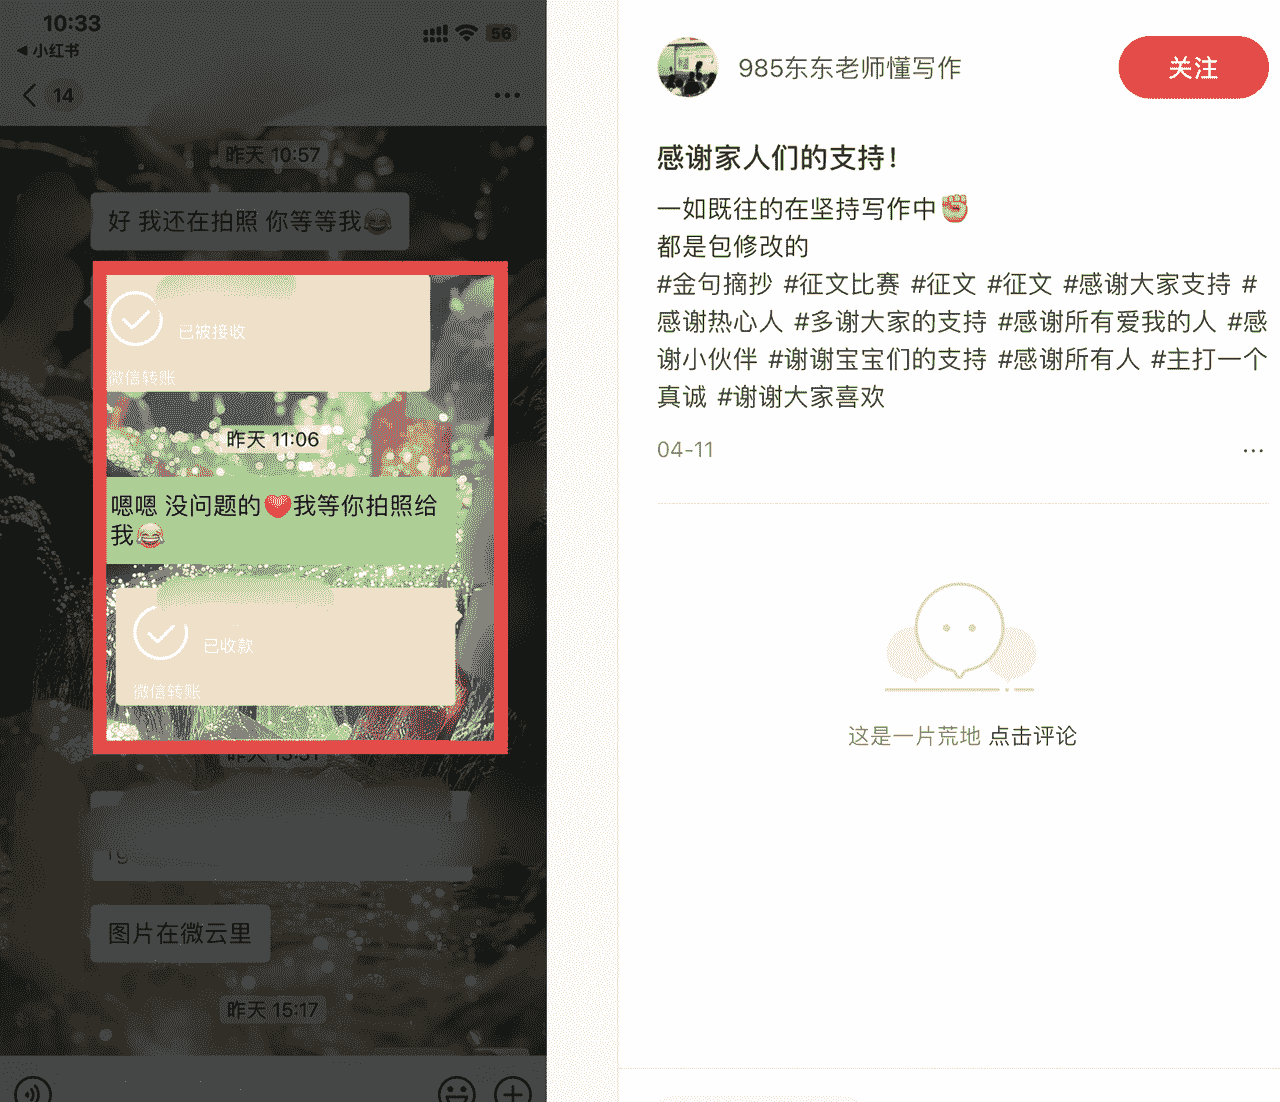 10:33
小红书
56
14
昨天 10:57
好 我还在拍照 你等等我😂
已被接收
微信转账
昨天 11:06
嗯嗯 没问题的❤️我等你拍照给
我😂
已收款
微信转账
昨天
图片在微云里
昨天 15:17
985东东老师懂写作
关注
感谢家人们的支持!
一如既往的在坚持写作中✊
都是包修改的
#金句摘抄 #征文比赛 #征文 #征文 #感谢大家支持 #
感谢热心人 #多谢大家的支持 #感谢所有爱我的人 #感
谢小伙伴 #谢谢宝宝们的支持 #感谢所有人 #主打一个
真诚 #谢谢大家喜欢
04-11
这是一片荒地 点击评论